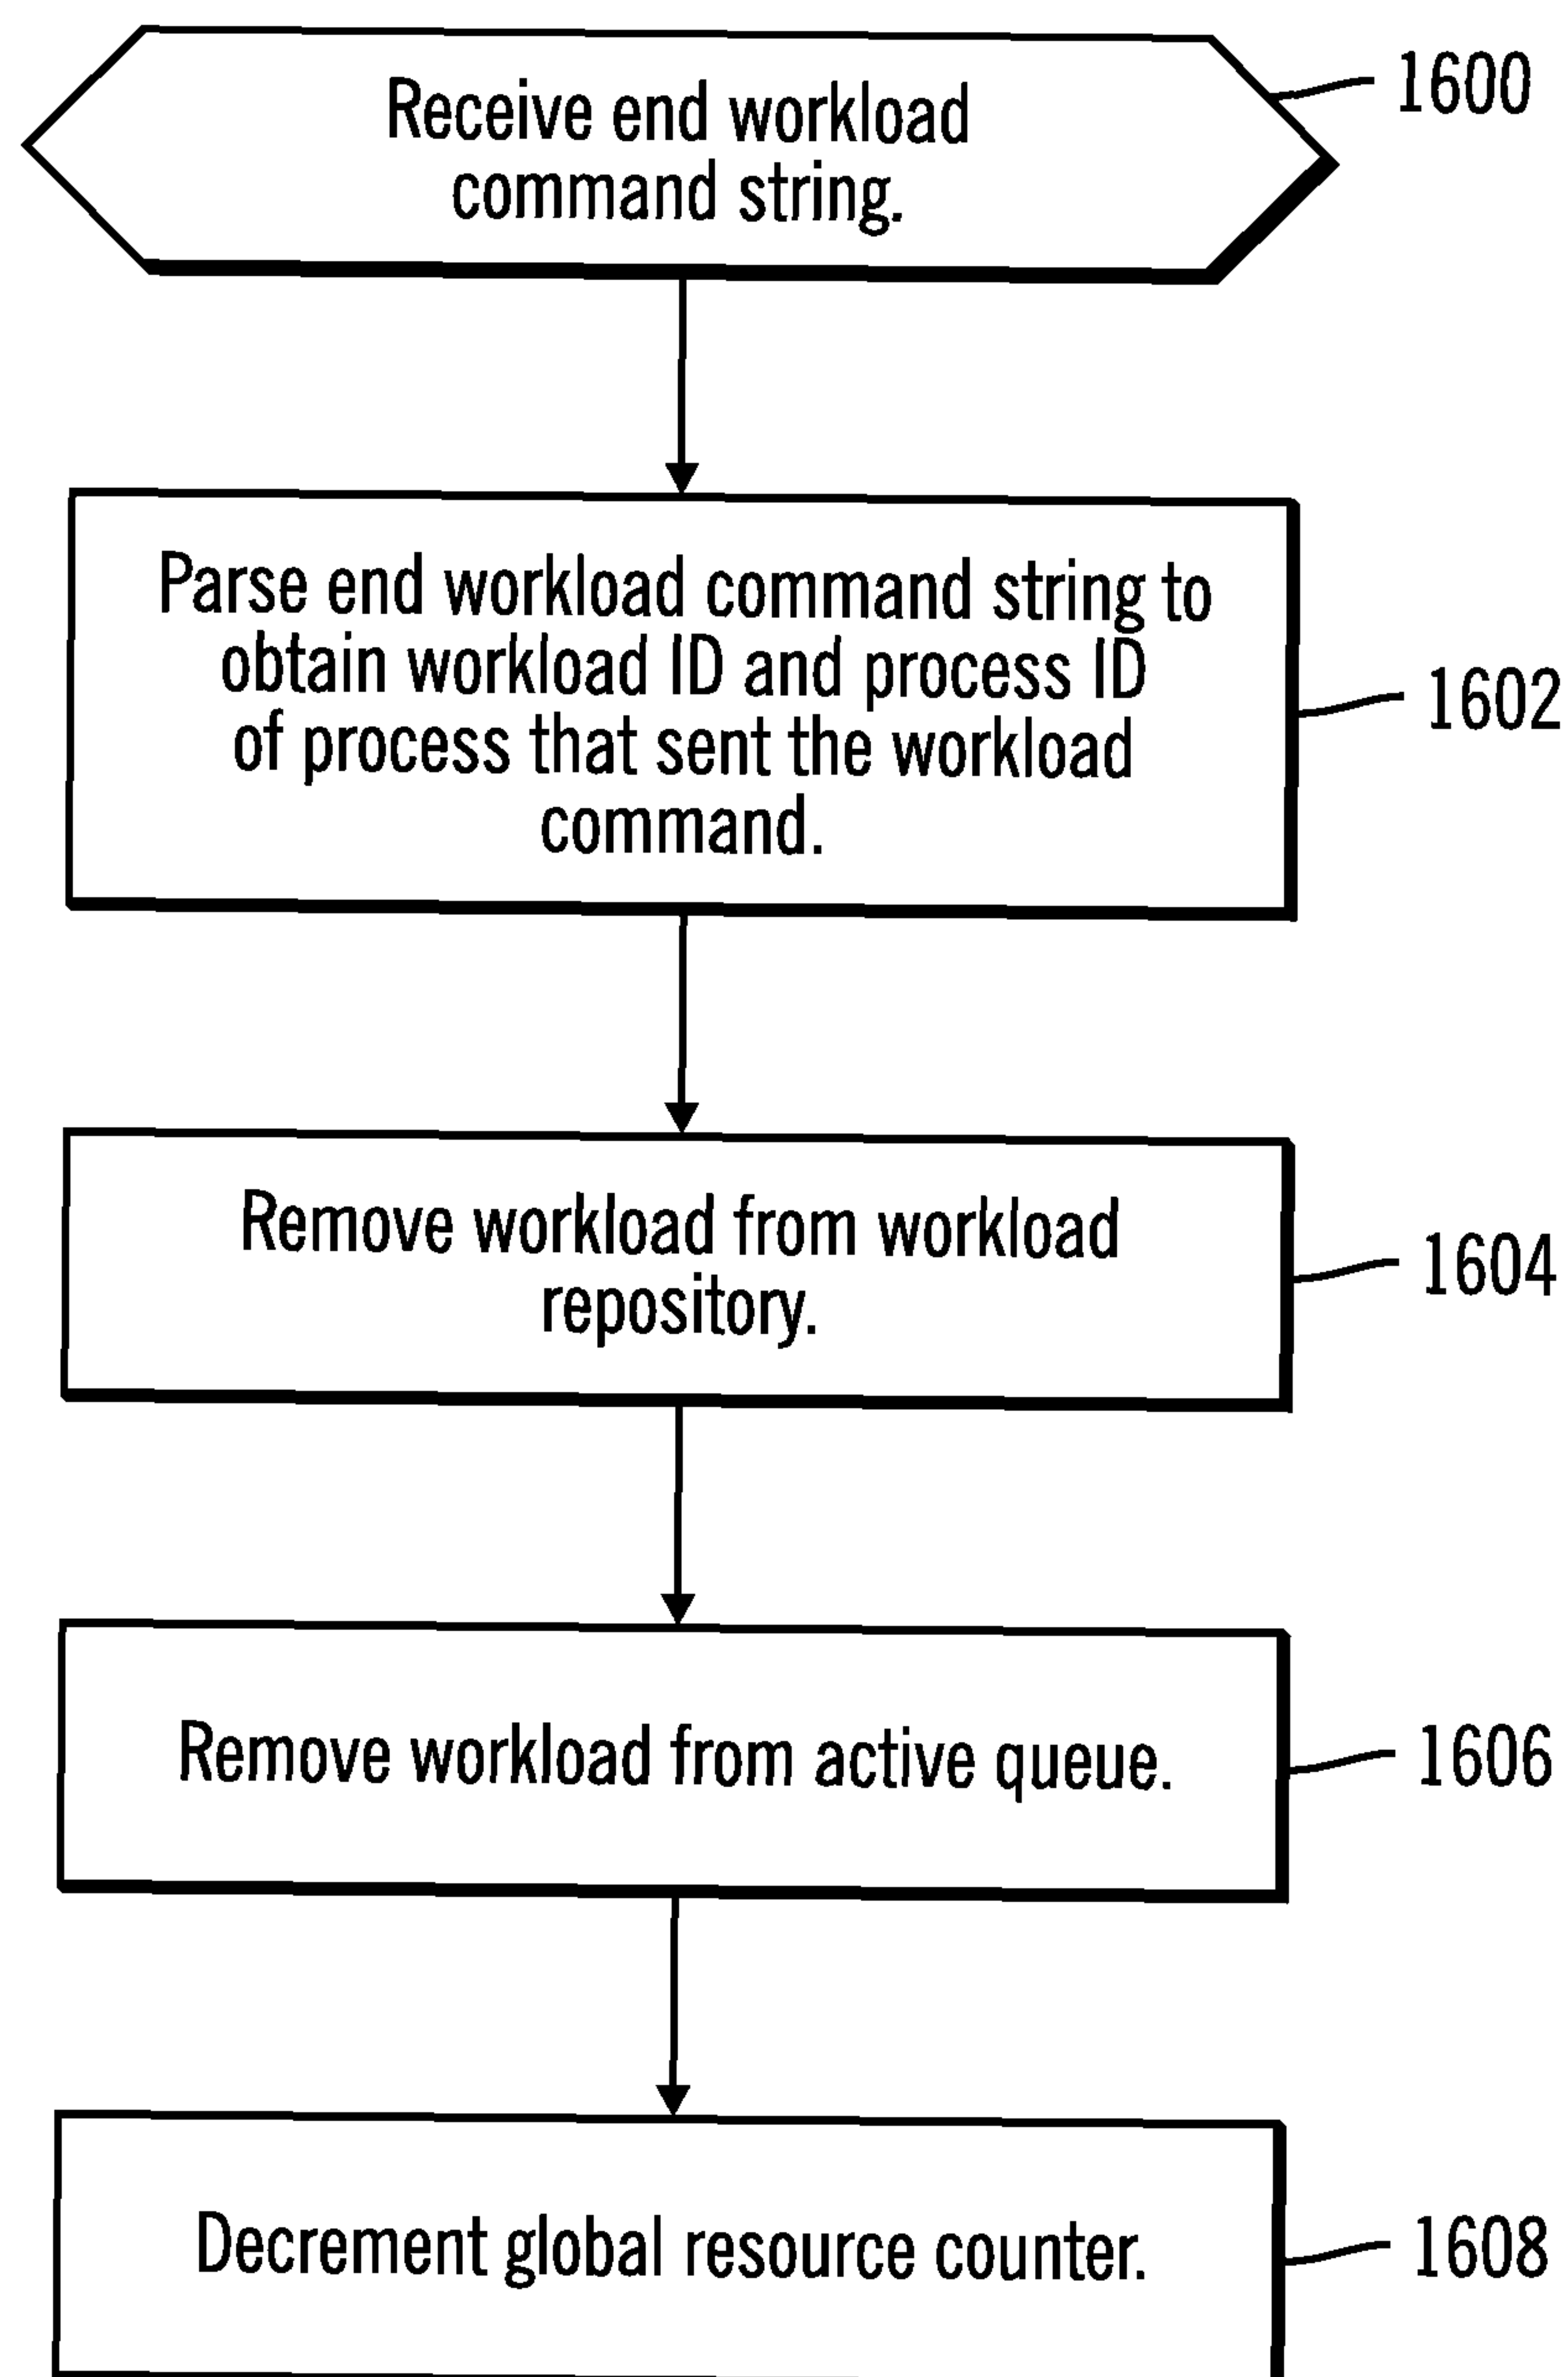 Receive end workload
command string.
1600
Parse end workload command string to
obtain workload ID and process ID
of process that sent the workload
command.
1602
Remove workload from workload
repository.
1604
Remove workload from active queue.
1606
Decrement global resource counter.
1608